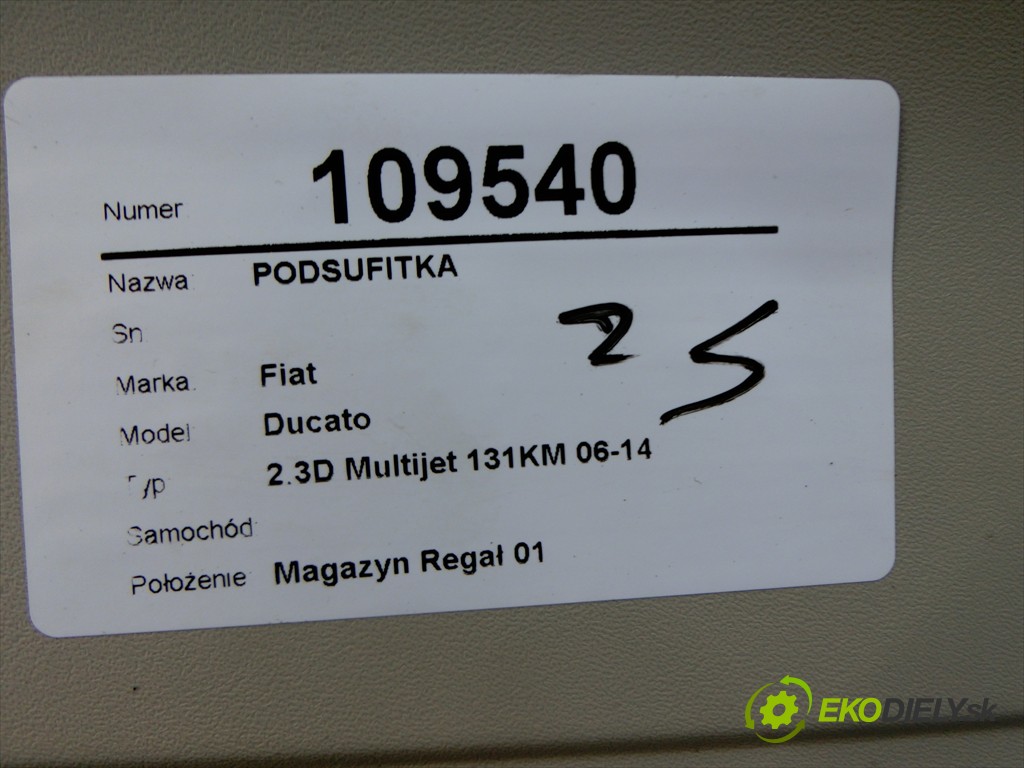 Numer 109540
Nazwa PODSUFITKA
Sn
Marka Fiat
Model Ducato
Typ 2.3D Multijet 131KM 06-14
Samochód
Położenie Magazyn Regał 01
2 5
EKODIELY.sk